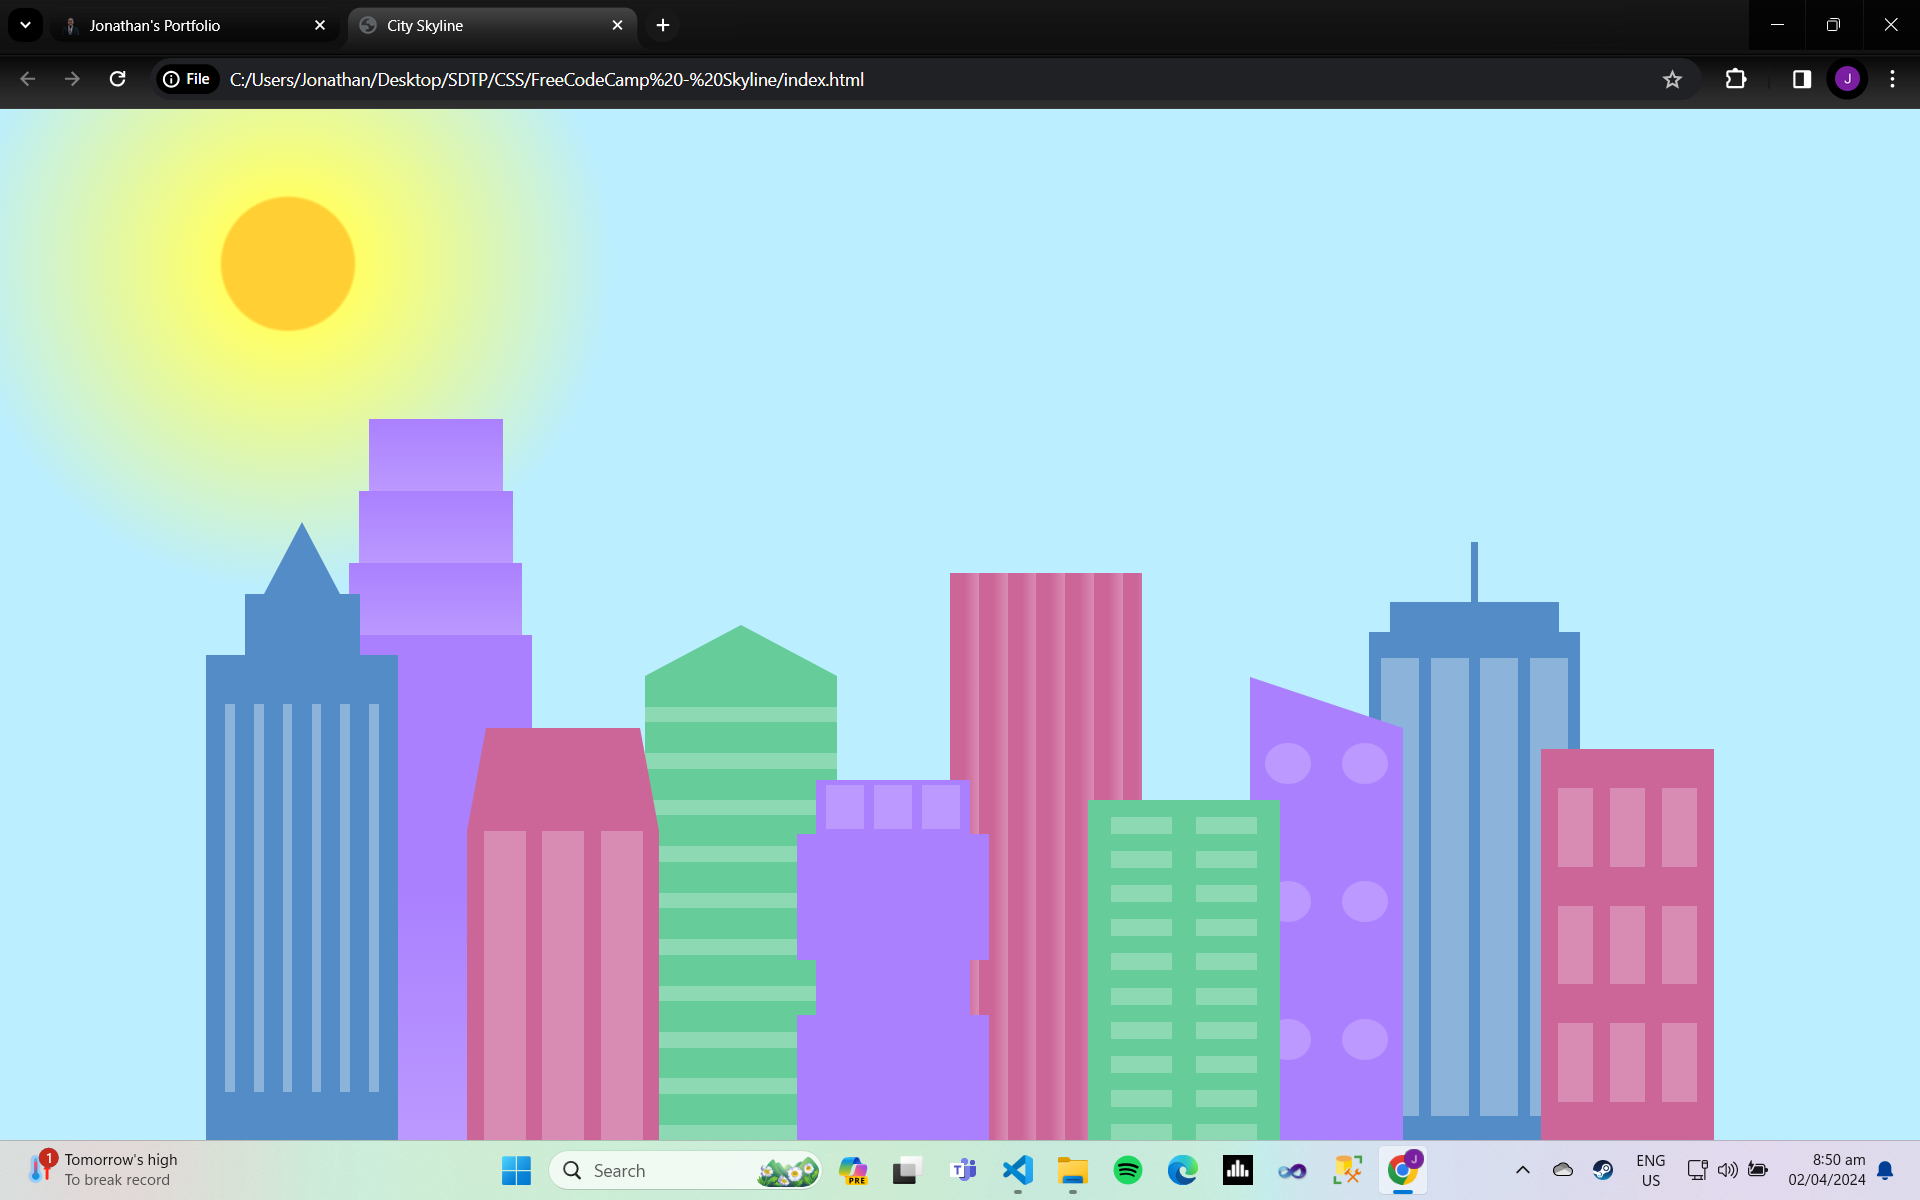 Jonathan's Portfolio
City Skyline
File
C:/Users/Jonathan/Desktop/SDTP/CSS/FreeCodeCamp%20-%20Skyline/index.html
J
1
Tomorrow's high
To break record
Search
PRE
J
ENG
US
8:50 am
02/04/2024